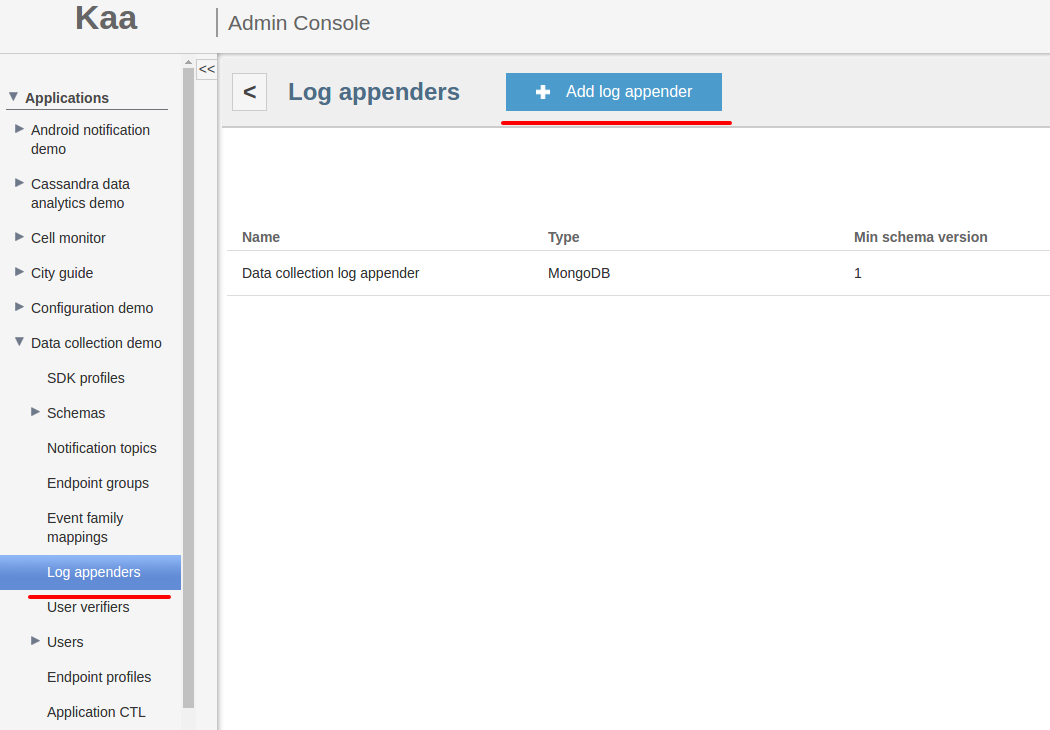 Kaa
Admin Console
<<
Applications
Android notification
demo
Cassandra data
analytics demo
Cell monitor
City guide
Configuration demo
Data collection demo
SDK profiles
Schemas
Notification topics
Endpoint groups
Event family
mappings
Log appenders
User verifiers
Users
Endpoint profiles
Application CTL
< Log appenders
Add log appender
Name Type Min schema version
Data collection log appender MongoDB 1